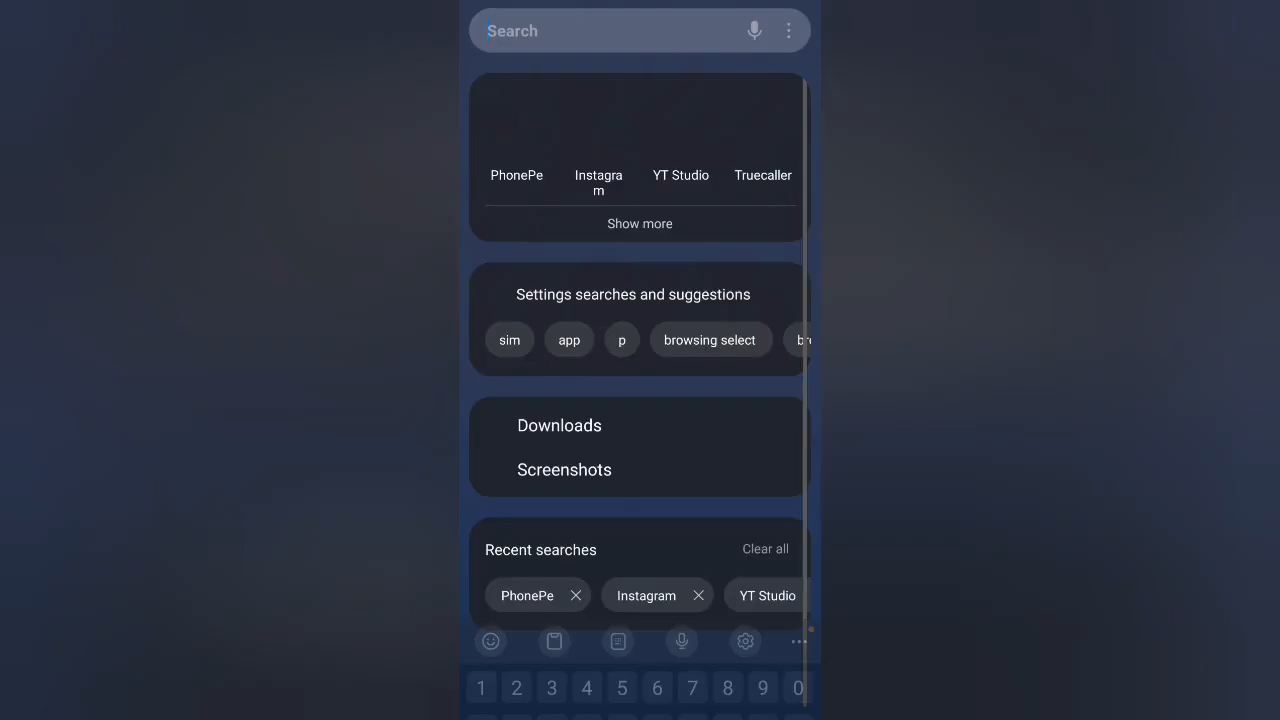 Search
PhonePe Instagra YT Studio Truecaller
m
Show more
Settings searches and suggestions
sim app p browsing select
Downloads
Screenshots
Recent searches Clear all
PhonePe Instagram YT Studio
1 2 3 4 5 6 7 8 9 0